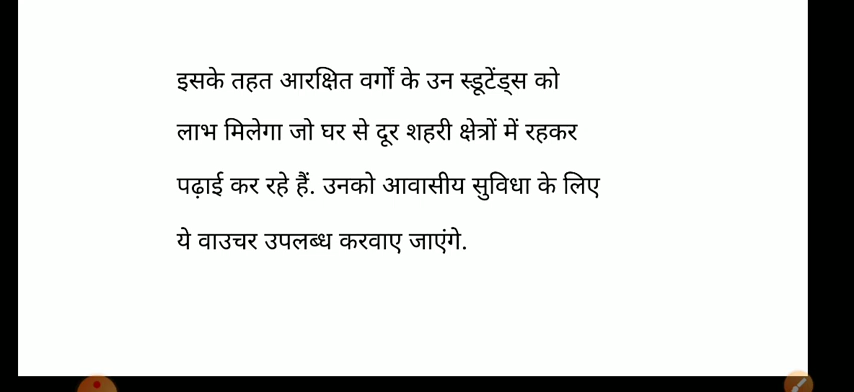 इसके तहत आरक्षित वर्गों के उन स्डूटेंड्स को
लाभ मिलेगा जो घर से दूर शहरी क्षेत्रों में रहकर
पढ़ाई कर रहे हैं. उनको आवासीय सुविधा के लिए
ये वाउचर उपलब्ध करवाए जाएंगे.